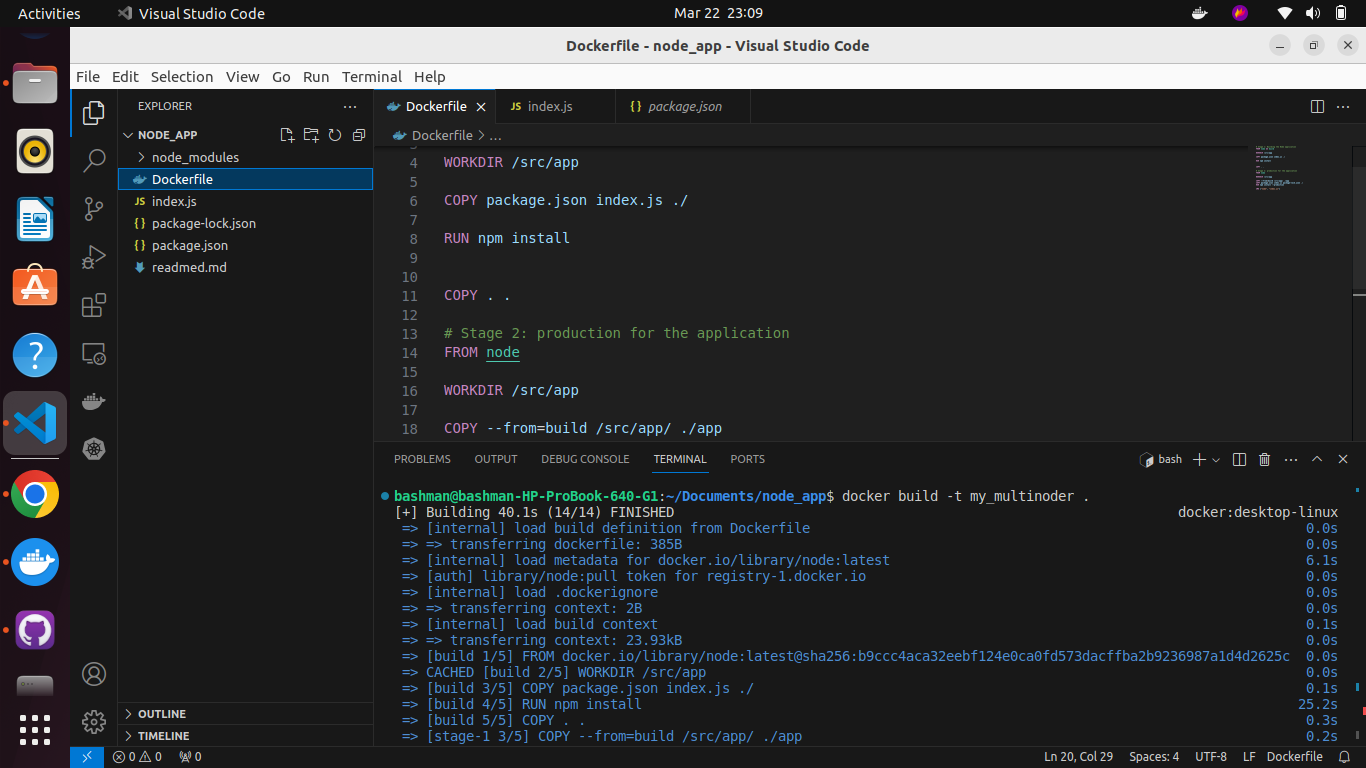 Activities Visual Studio Code Mar 22 23:09
Dockerfile - node_app - Visual Studio Code
File Edit Selection View Go Run Terminal Help
EXPLORER
NODE_APP
node_modules
Dockerfile
JS index.js
{ } package-lock.json
{ } package.json
readmed.md
OUTLINE
TIMELINE
Dockerfile JS index.js { } package.json
Dockerfile > ...
4 WORKDIR /src/app
5
6 COPY package.json index.js ./
7
8 RUN npm install
9
10
11 COPY . .
12
13 # Stage 2: production for the application
14 FROM node
15
16 WORKDIR /src/app
17
18 COPY --from=build /src/app/ ./app
PROBLEMS OUTPUT DEBUG CONSOLE TERMINAL PORTS bash
bashman@bashman-HP-ProBook-640-G1:~/Documents/node_app$ docker build -t my_multinoder .
[+] Building 40.1s (14/14) FINISHED docker:desktop-linux
=> [internal] load build definition from Dockerfile 0.0s
=> => transferring dockerfile: 385B 0.0s
=> [internal] load metadata for docker.io/library/node:latest 6.1s
=> [auth] library/node:pull token for registry-1.docker.io 0.0s
=> [internal] load .dockerignore 0.0s
=> => transferring context: 2B 0.0s
=> [internal] load build context 0.1s
=> => transferring context: 23.93kB 0.0s
=> [build 1/5] FROM docker.io/library/node:latest@sha256:b9ccc4aca32eebf124e0ca0fd573dacffba2b9236987a1d4d2625c 0.0s
=> CACHED [build 2/5] WORKDIR /src/app 0.0s
=> [build 3/5] COPY package.json index.js ./ 0.1s
=> [build 4/5] RUN npm install 25.2s
=> [build 5/5] COPY . . 0.3s
=> [stage-1 3/5] COPY --from=build /src/app/ ./app 0.2s
0 0 0 Ln 20, Col 29 Spaces: 4 UTF-8 LF Dockerfile